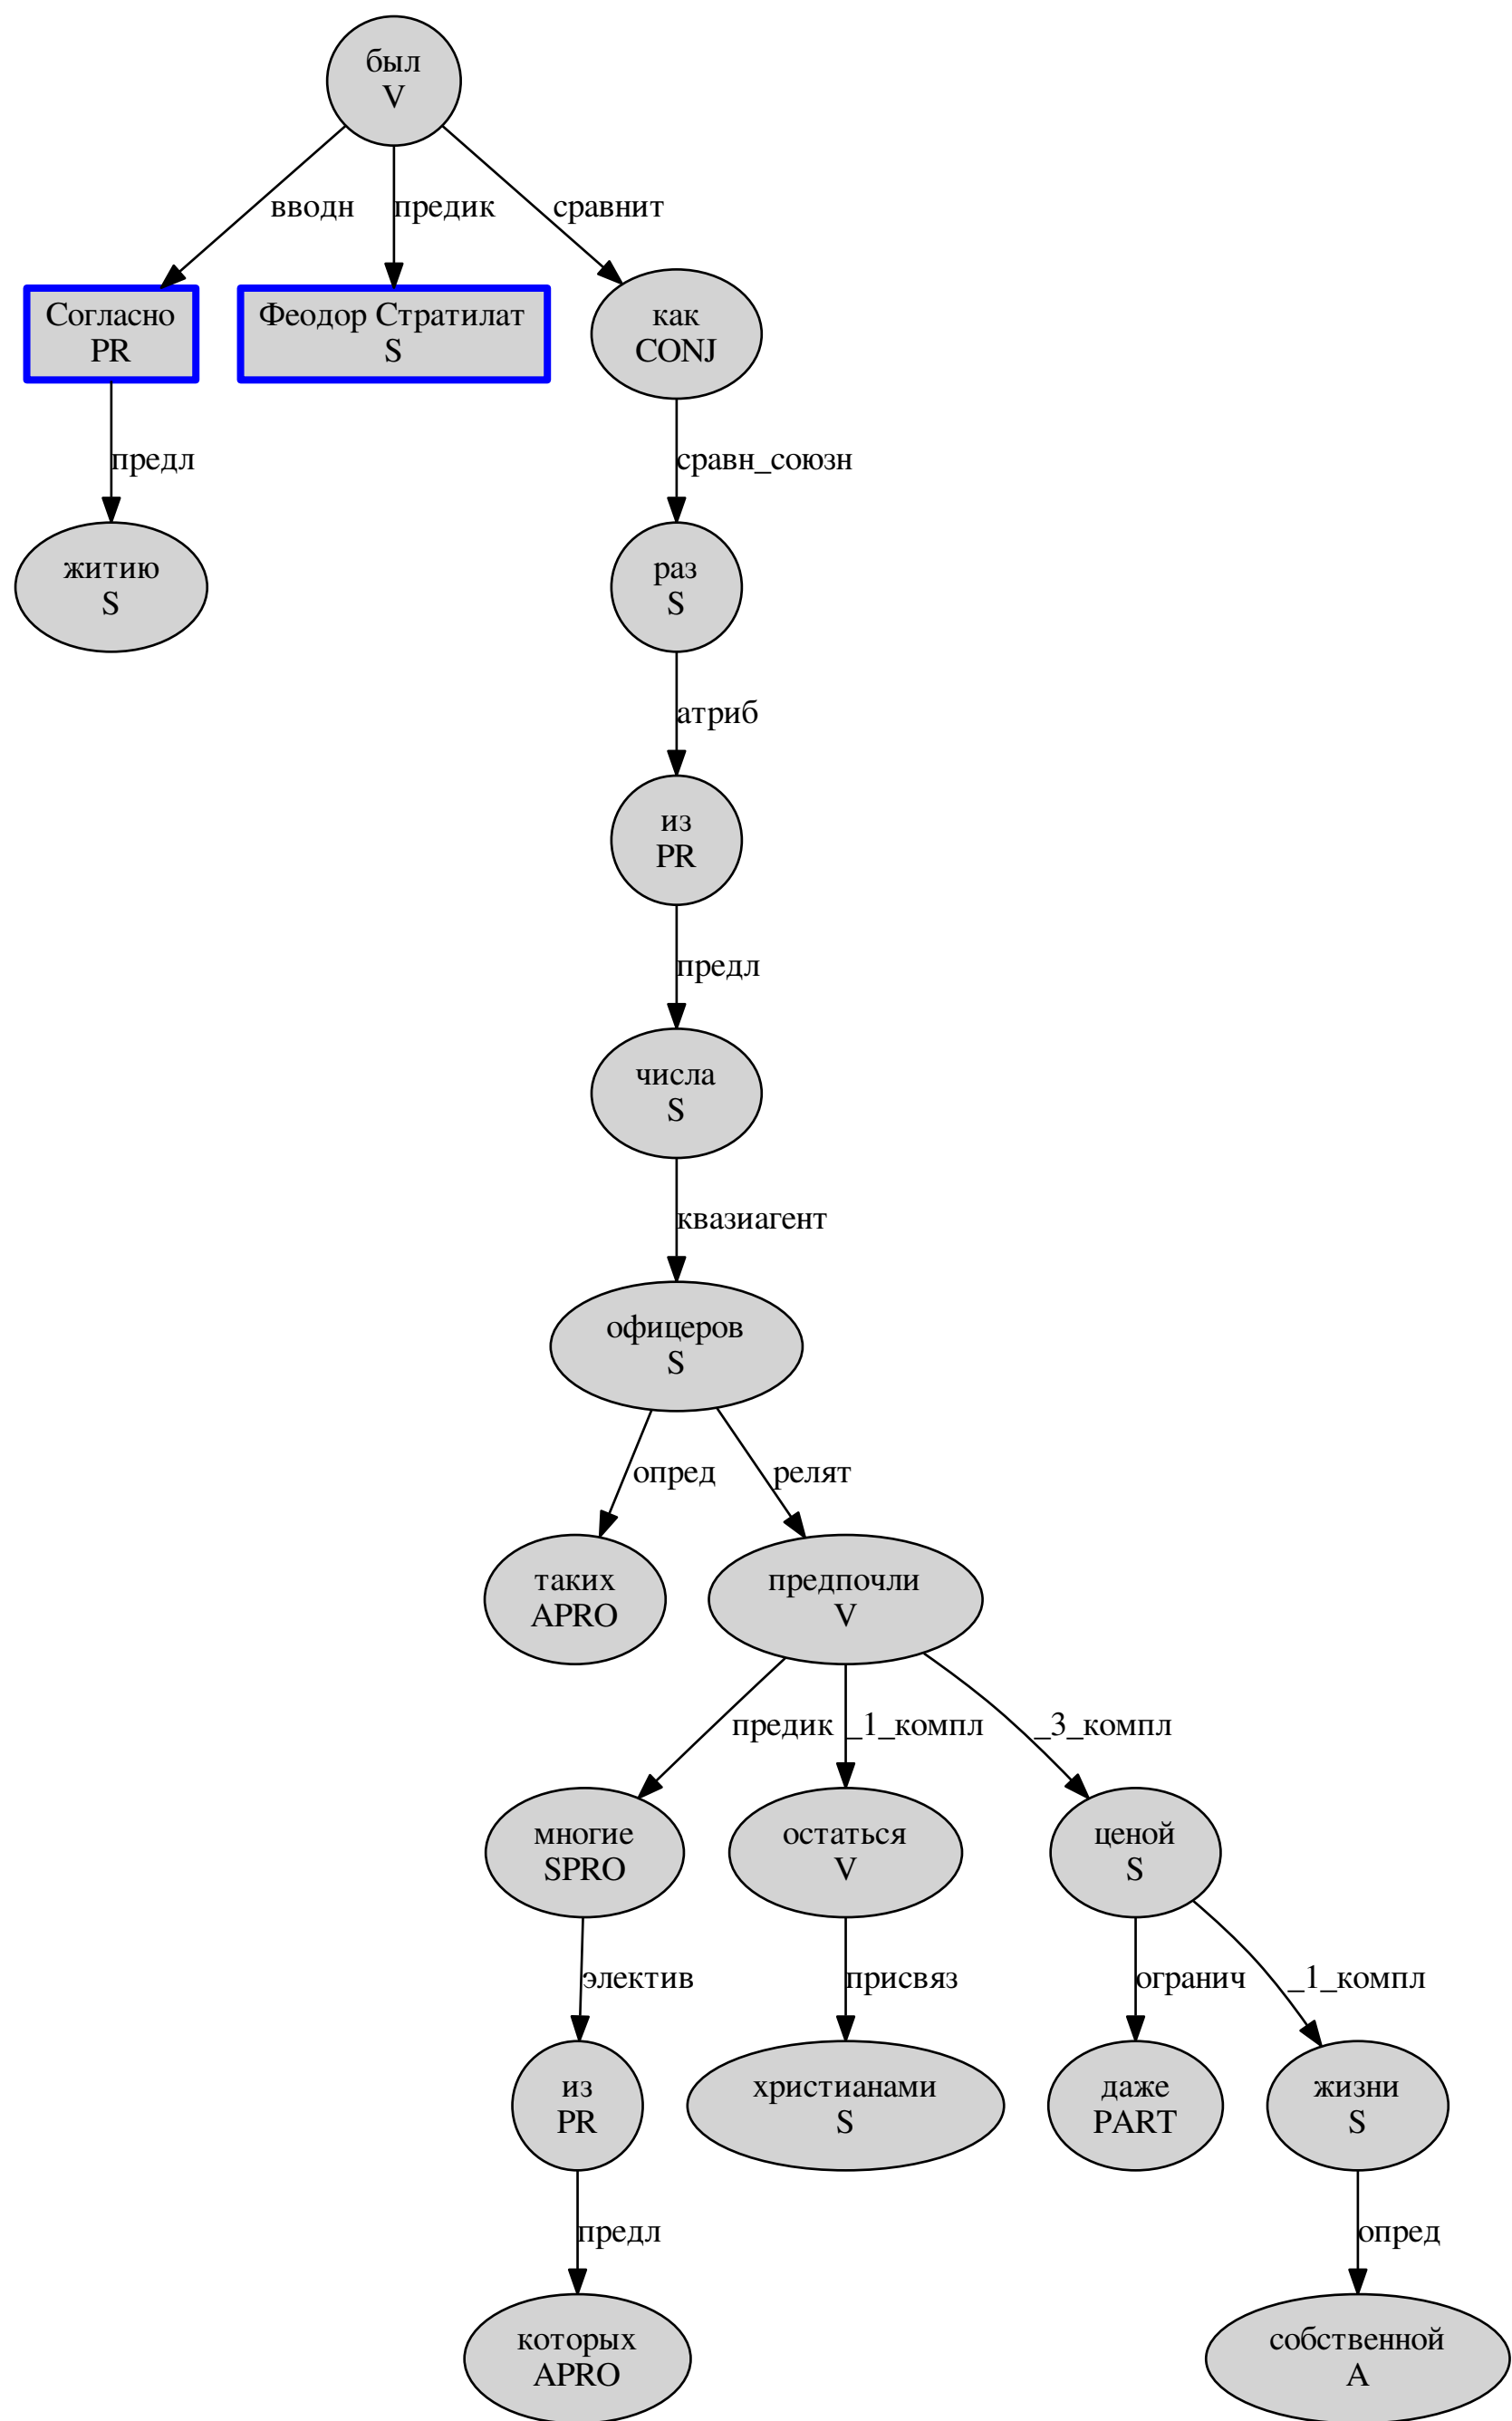 был
V
вводн
предик
сравнит
Согласно
PR
Феодор Стратилат
S
как
CONJ
предл
сравн_союзн
житию
S
раз
S
атриб
из
PR
предл
числа
S
квазиагент
офицеров
S
опред
релят
таких
APRO
предпочли
V
предик
_1_компл
_3_компл
многие
SPRO
остаться
V
ценой
S
электив
присвяз
огранич
_1_компл
из
PR
христианами
S
даже
PART
жизни
S
предл
опред
которых
APRO
собственной
A